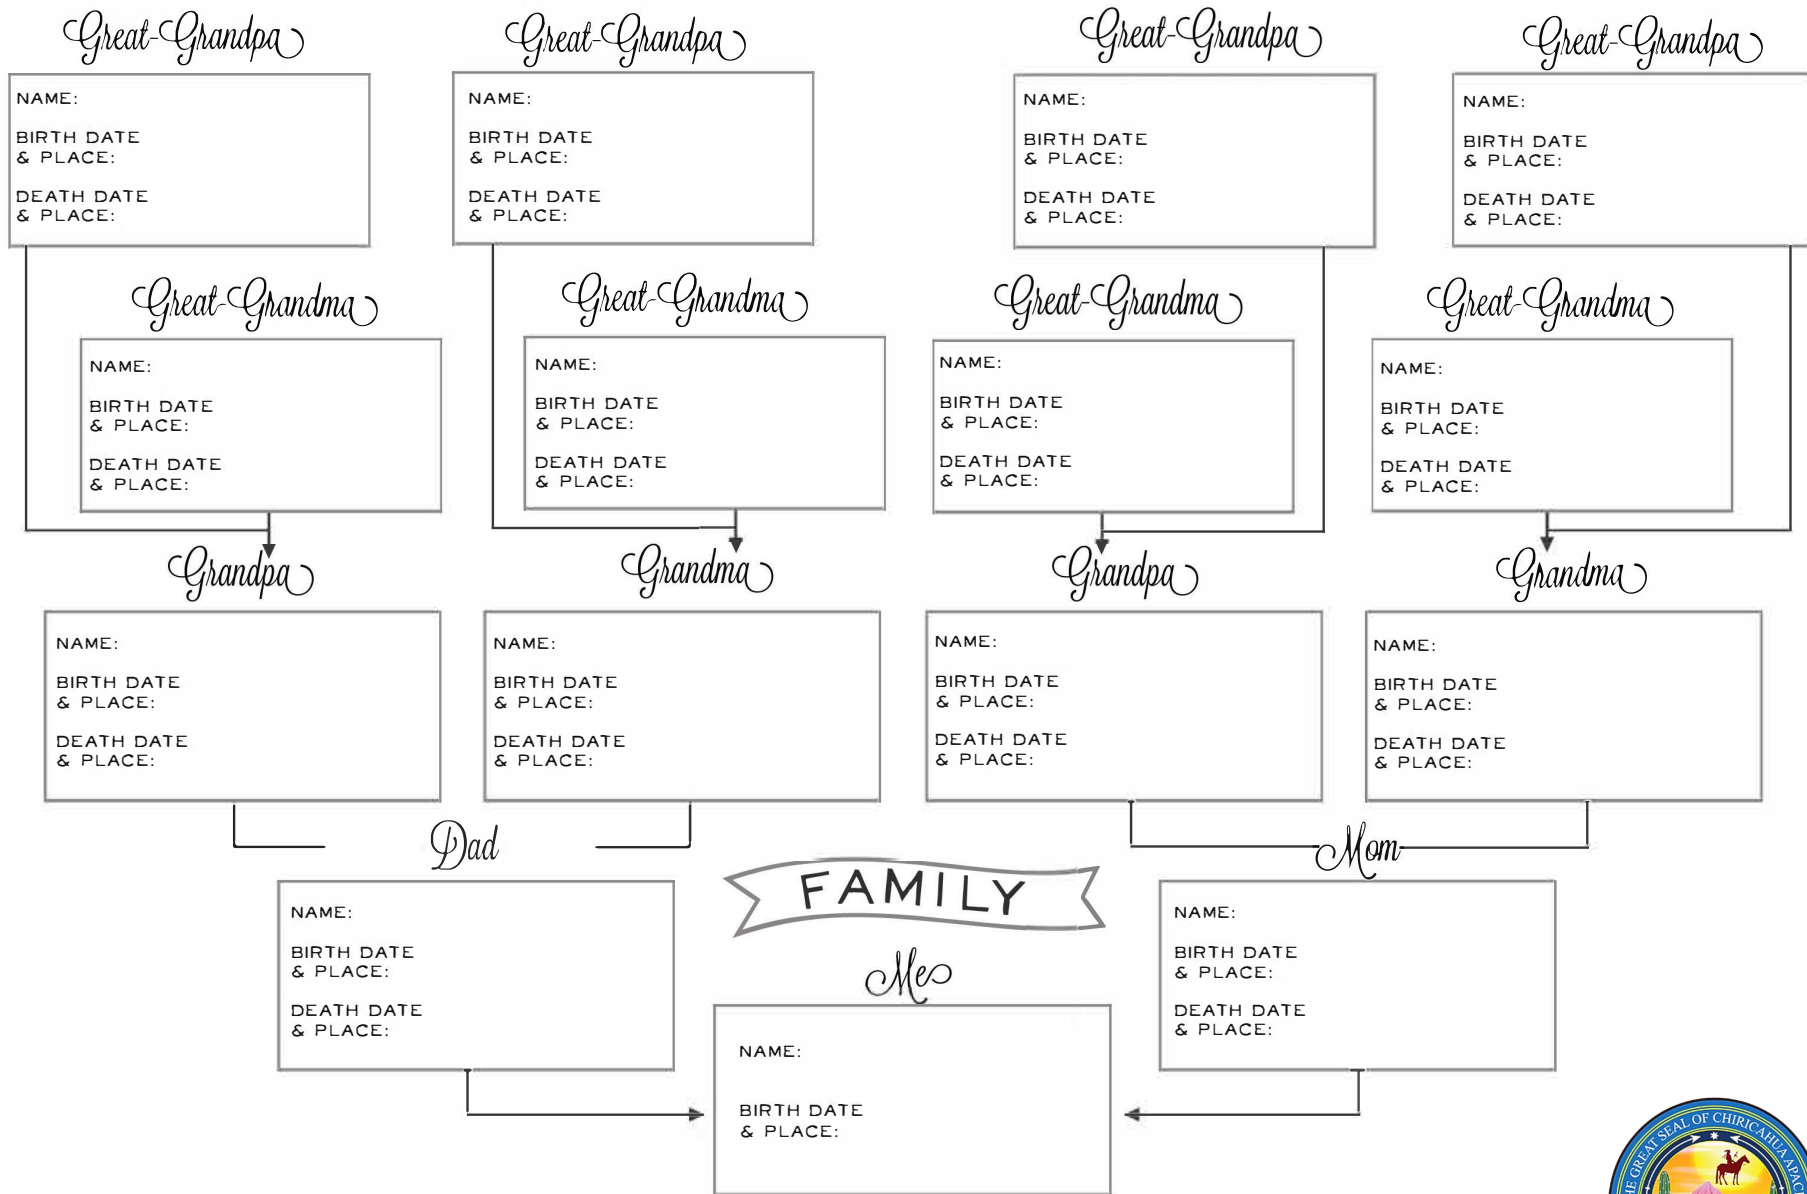 Great-Grandpa
NAME:
BIRTH DATE
& PLACE:
DEATH DATE
& PLACE:
Great-Grandpa
NAME:
BIRTH DATE
& PLACE:
DEATH DATE
& PLACE:
Great-Grandpa
NAME:
BIRTH DATE
& PLACE:
DEATH DATE
& PLACE:
Great-Grandpa
NAME:
BIRTH DATE
& PLACE:
DEATH DATE
& PLACE:
Great-Grandma
NAME:
BIRTH DATE
& PLACE:
DEATH DATE
& PLACE:
Great-Grandma
NAME:
BIRTH DATE
& PLACE:
DEATH DATE
& PLACE:
Great-Grandma
NAME:
BIRTH DATE
& PLACE:
DEATH DATE
& PLACE:
Great-Grandma
NAME:
BIRTH DATE
& PLACE:
DEATH DATE
& PLACE:
Grandpa
NAME:
BIRTH DATE
& PLACE:
DEATH DATE
& PLACE:
Grandma
NAME:
BIRTH DATE
& PLACE:
DEATH DATE
& PLACE:
Grandpa
NAME:
BIRTH DATE
& PLACE:
DEATH DATE
& PLACE:
Grandma
NAME:
BIRTH DATE
& PLACE:
DEATH DATE
& PLACE:
Dad
NAME:
BIRTH DATE
& PLACE:
DEATH DATE
& PLACE:
FAMILY
Mom
NAME:
BIRTH DATE
& PLACE:
DEATH DATE
& PLACE:
Me
NAME:
BIRTH DATE
& PLACE:
GREAT SEAL OF CHIRICAHUA